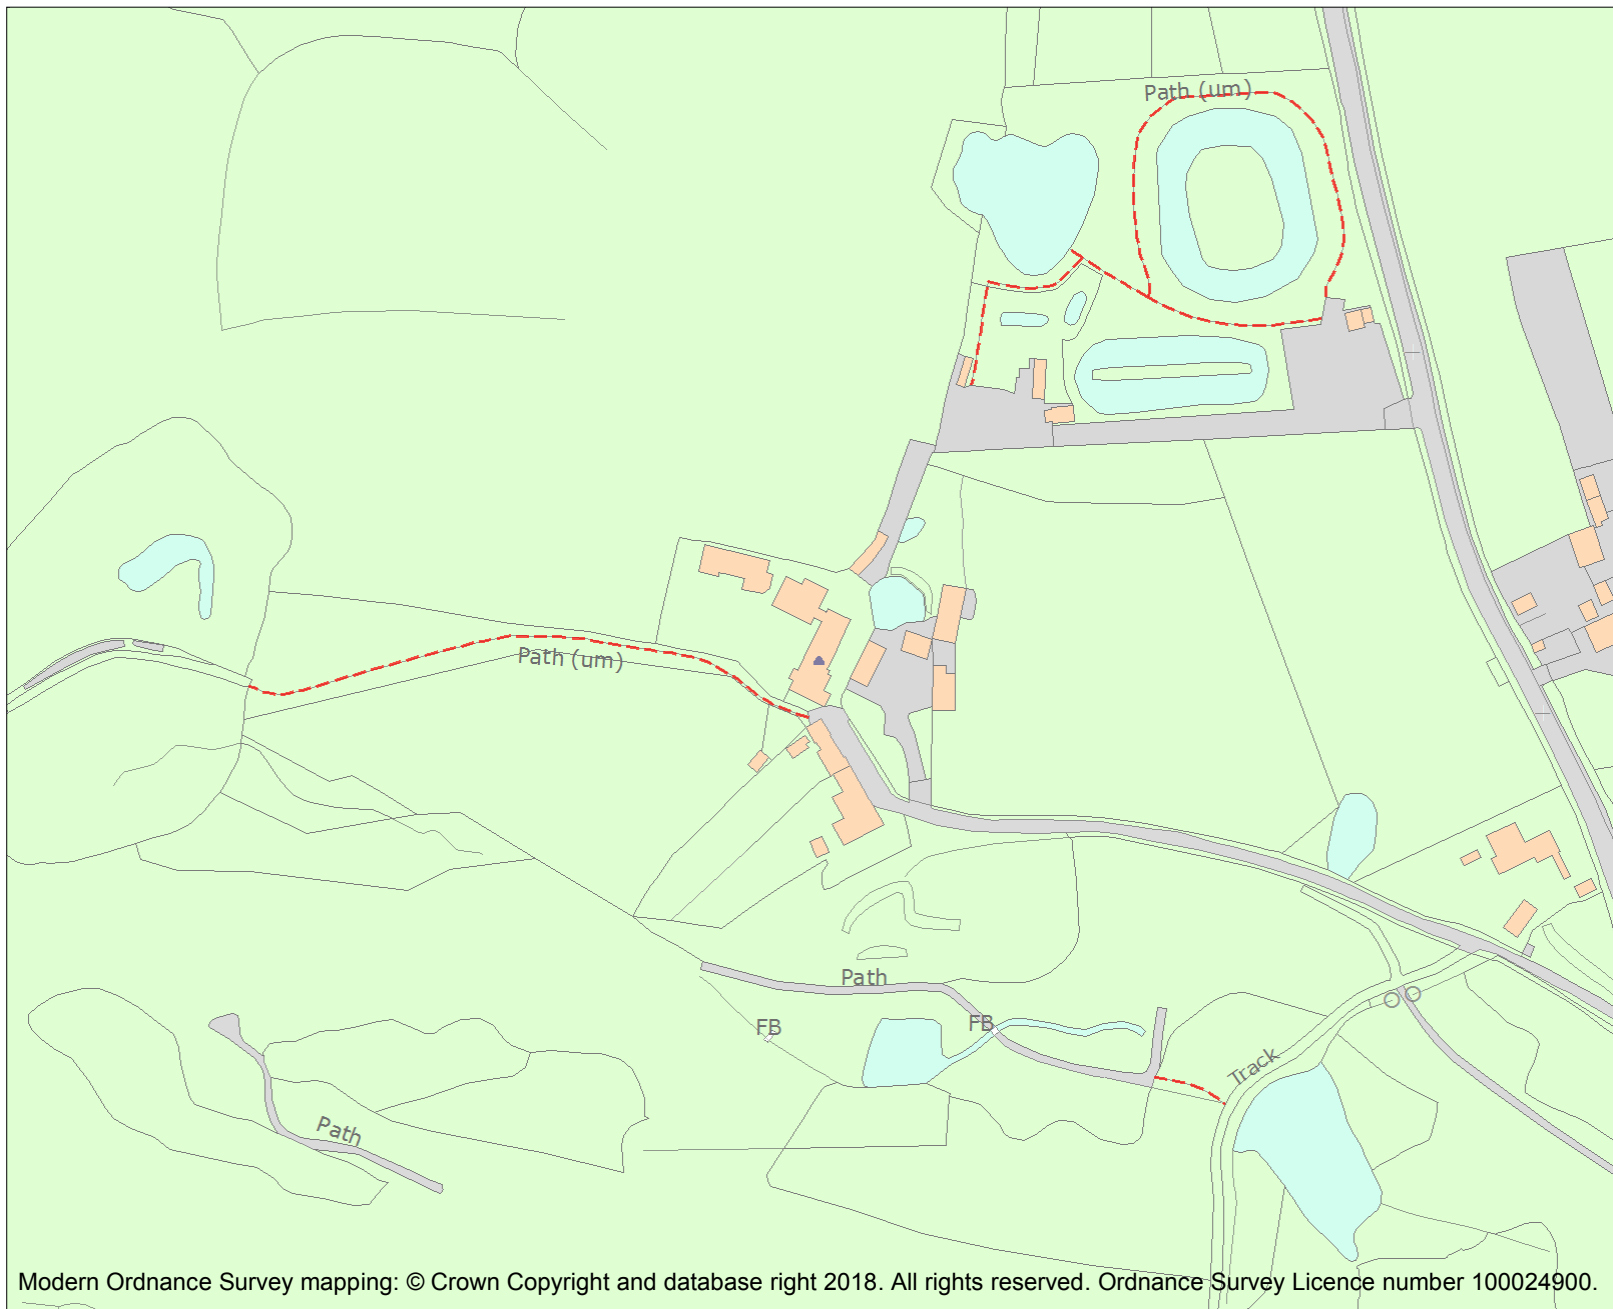 Path (um)
Path (um)
Path
FB
FB
Track
Path
Modern Ordnance Survey mapping: © Crown Copyright and database right 2018. All rights reserved. Ordnance Survey Licence number 100024900.